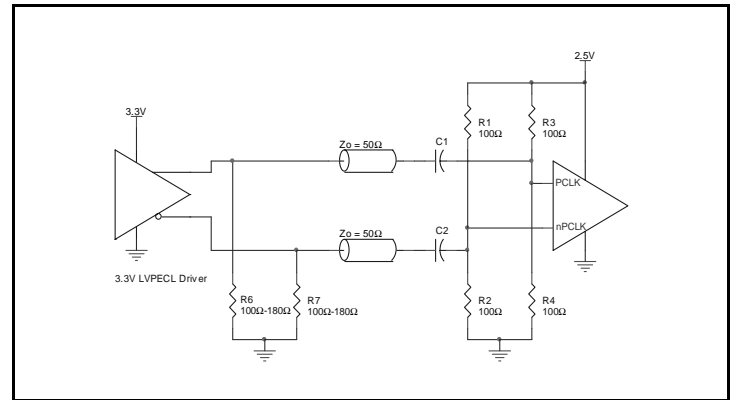 2.5V
3.3V
R1
100Ω
R3
100Ω
Zo = 50Ω
C1
PCLK
nPCLK
Zo = 50Ω
C2
3.3V LVPECL Driver
R6
100Ω-180Ω
R7
100Ω-180Ω
R2
100Ω
R4
100Ω